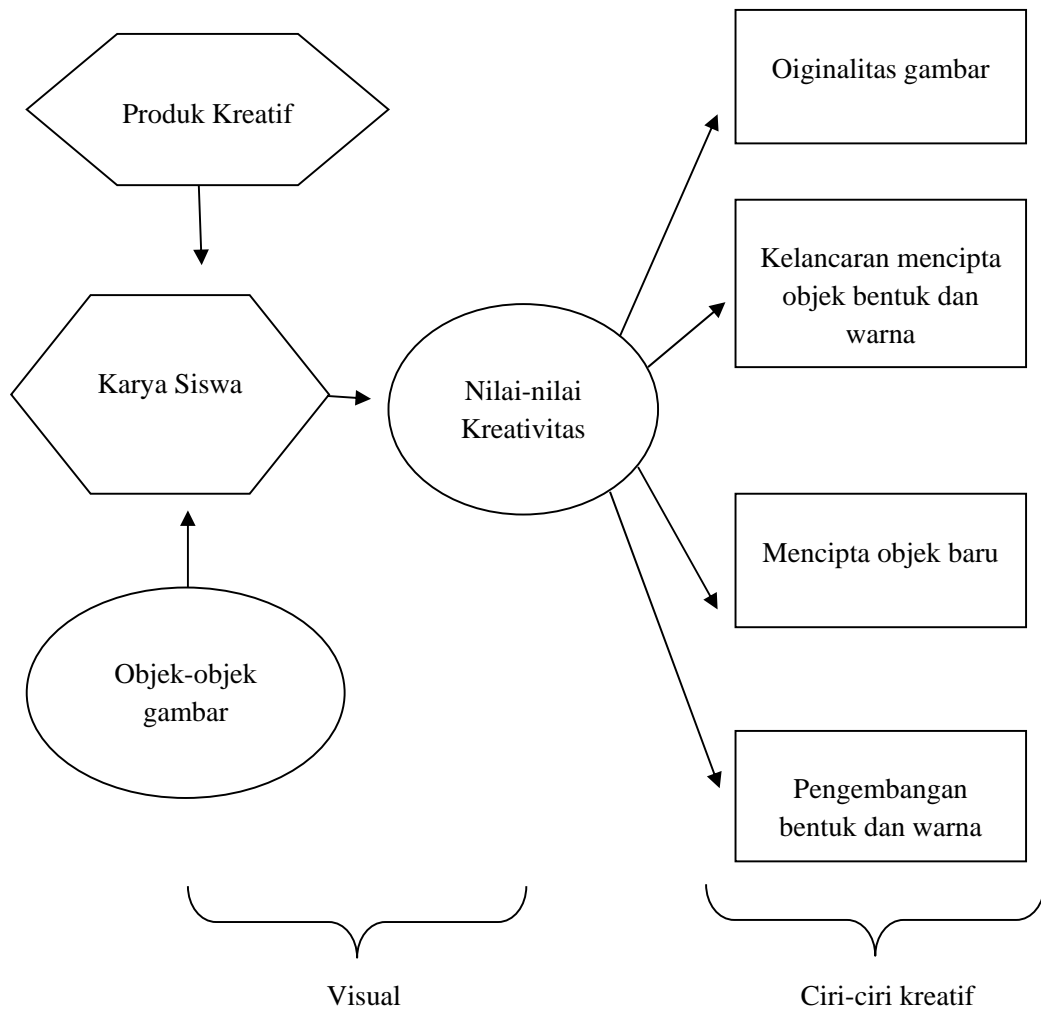 Produk Kreatif
Karya Siswa
Objek-objek
gambar
Nilai-nilai
Kreativitas
Oiginalitas gambar
Kelancaran mencipta
objek bentuk dan
warna
Mencipta objek baru
Pengembangan
bentuk dan warna
Visual
Ciri-ciri kreatif